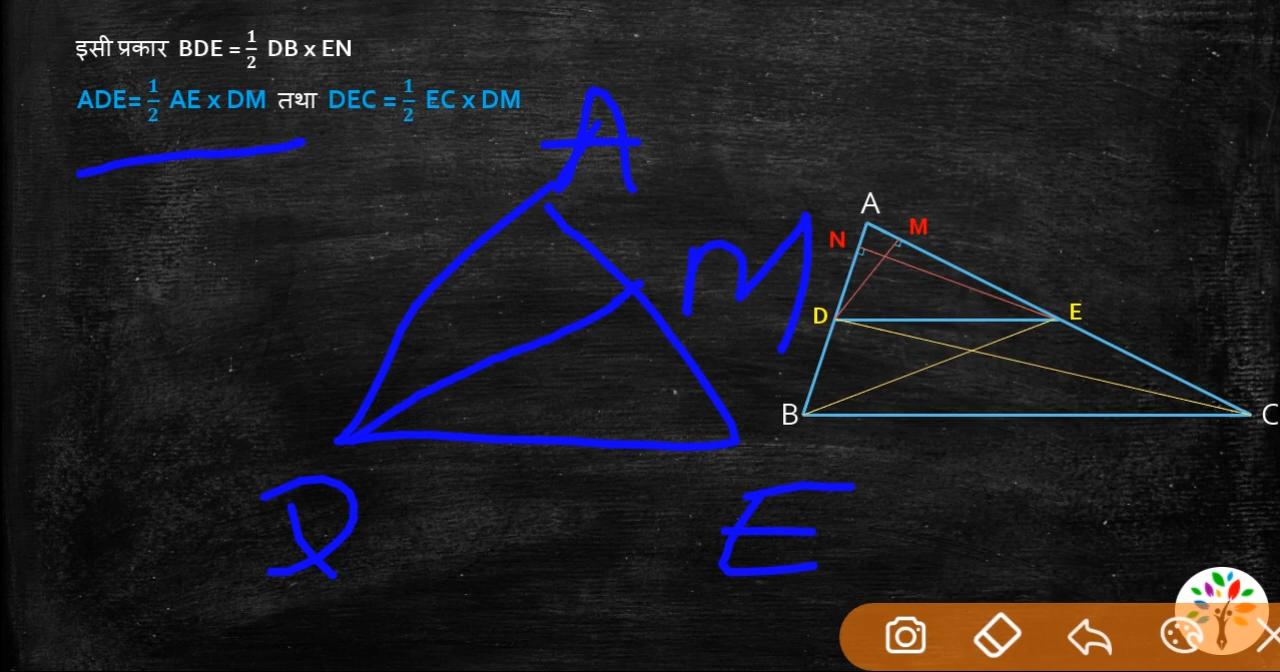 इसी प्रकार BDE = 1/2 DB x EN
ADE= 1/2 AE x DM तथा DEC = 1/2 EC x DM
A
M
D
E
A
N
M
D
E
B
C